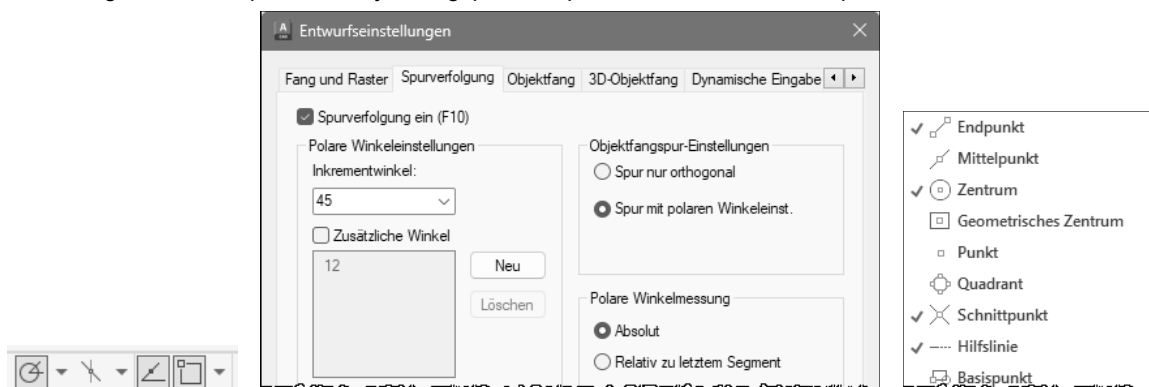 Entwurfseinstellungen
Fang und Raster Spurverfolgung Objektfang 3D-Objektfang Dynamische Eingabe
Spurverfolgung ein (F10)
Polare Winkeleinstellungen
Inkrementwinkel:
45
Zusätzliche Winkel
12
Neu
Löschen
Objektfangspur-Einstellungen
Spur nur orthogonal
Spur mit polaren Winkeleinst.
Polare Winkelmessung
Absolut
Relativ zu letztem Segment
Endpunkt
Mittelpunkt
Zentrum
Geometrisches Zentrum
Punkt
Quadrant
Schnittpunkt
Hilfslinie
Basispunkt